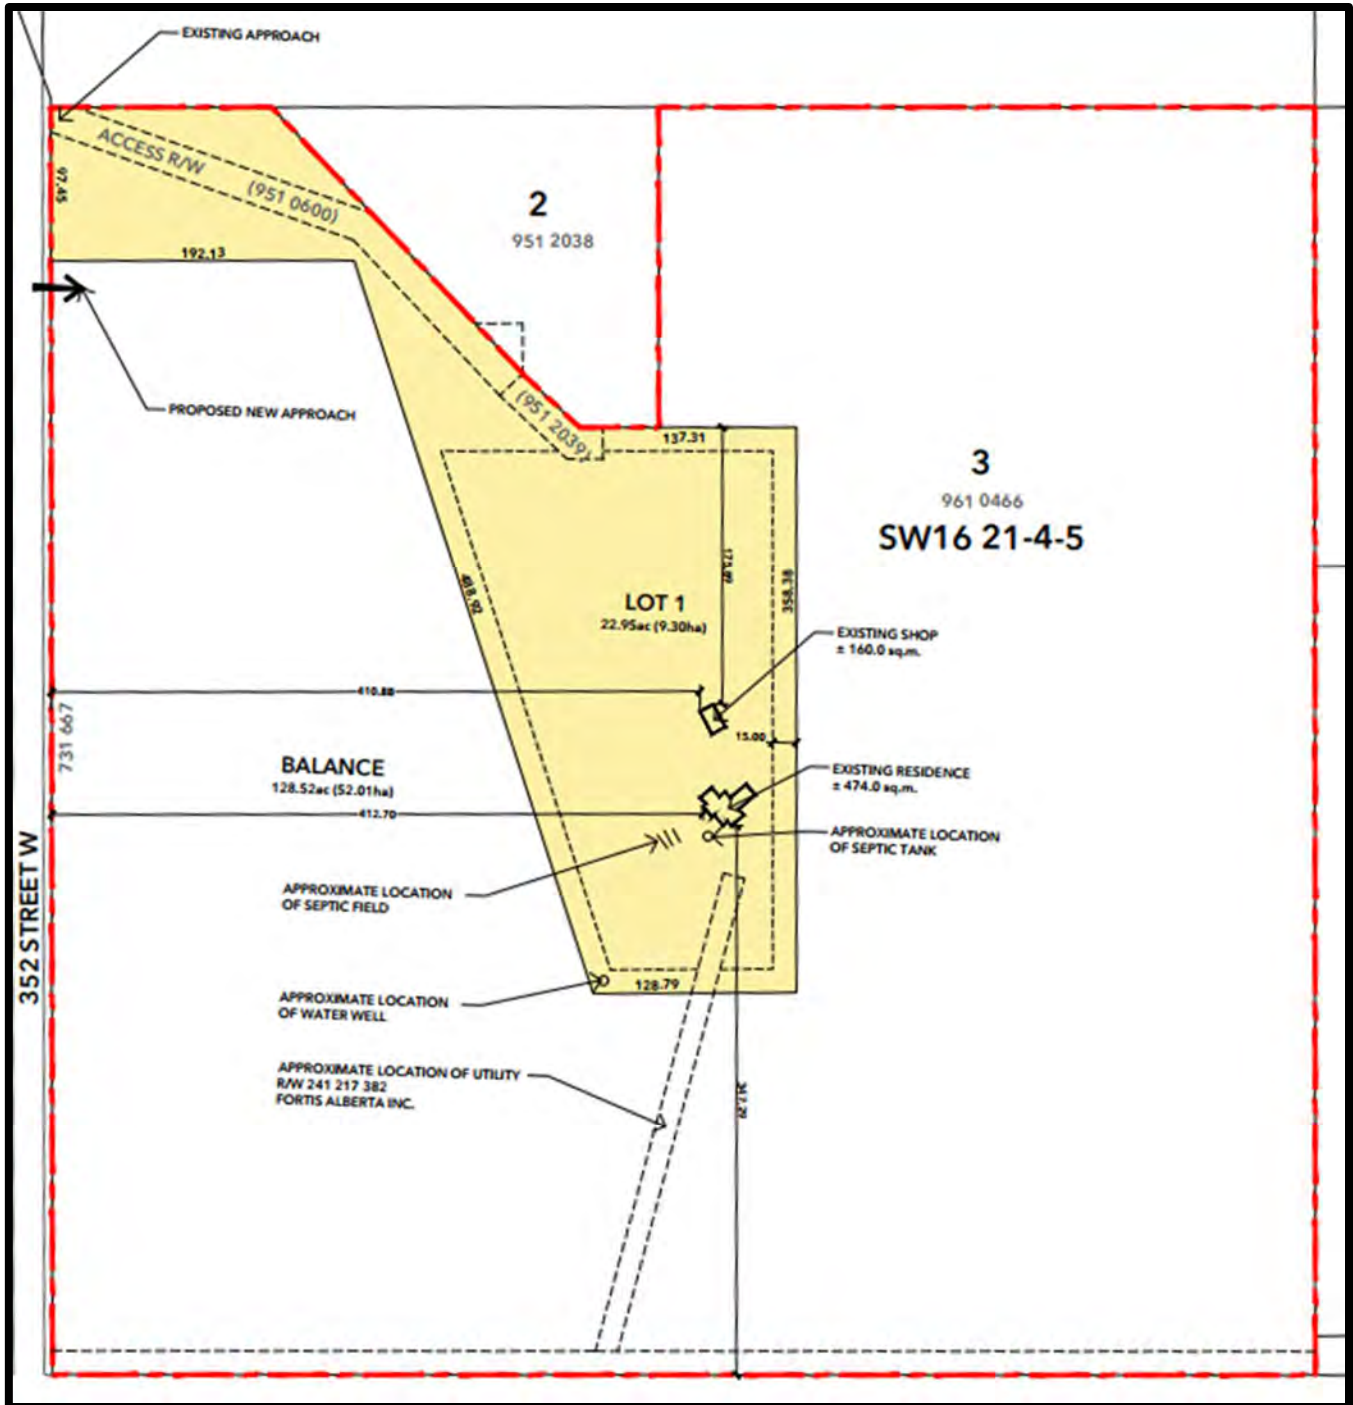 EXISTING APPROACH
ACCESS R/W
(951 0600)
97.45
192.13
2
951 2038
PROPOSED NEW APPROACH
(951 2039)
137.31
3
961 0466
SW16 21-4-5
488.92
358.38
LOT 1
22.95ac (9.30ha)
EXISTING SHOP
± 160.0 sq.m.
410.88
731 667
15.00
BALANCE
128.52ac (52.01ha)
EXISTING RESIDENCE
± 474.0 sq.m.
412.70
APPROXIMATE LOCATION
OF SEPTIC TANK
352 STREET W
APPROXIMATE LOCATION
OF SEPTIC FIELD
128.79
APPROXIMATE LOCATION
OF WATER WELL
APPROXIMATE LOCATION OF UTILITY
R/W 241 217 382
FORTIS ALBERTA INC.